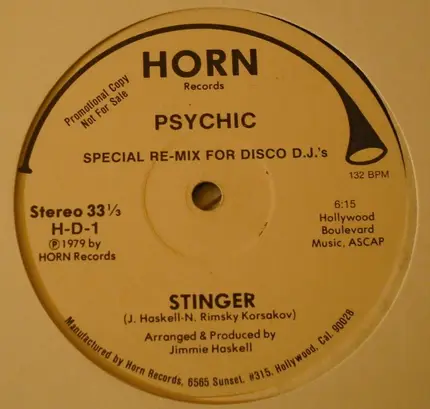 Promotional Copy
Not For Sale
HORN
Records
PSYCHIC
SPECIAL RE-MIX FOR DISCO D.J.'s
132 BPM
Stereo 33⅓
H-D-1
Ⓟ1979 by
HORN Records
6:15
Hollywood
Boulevard
Music, ASCAP
STINGER
(J. Haskell-N. Rimsky Korsakov)
Arranged & Produced by
Jimmie Haskell
Manufactured by Horn Records, 6565 Sunset, #315, Hollywood, Cal. 90028